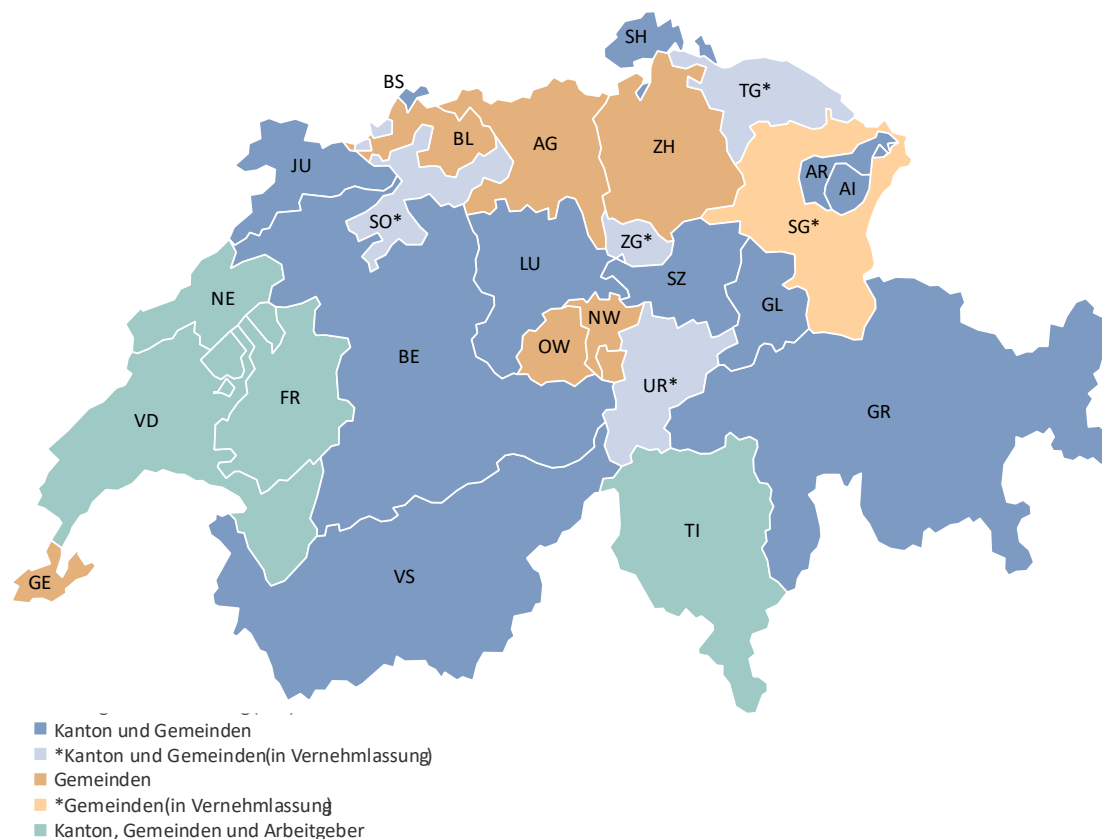 SH
BS
TG*
BL
AG
ZH
JU
AR
AI
SO*
SG*
ZG*
LU
SZ
NE
GL
NW
OW
BE
UR*
FR
GR
VD
TI
GE
VS
Kanton und Gemeinden
*Kanton und Gemeinden(in Vernehmlassung)
Gemeinden
*Gemeinden(in Vernehmlassung)
Kanton, Gemeinden und Arbeitgeber